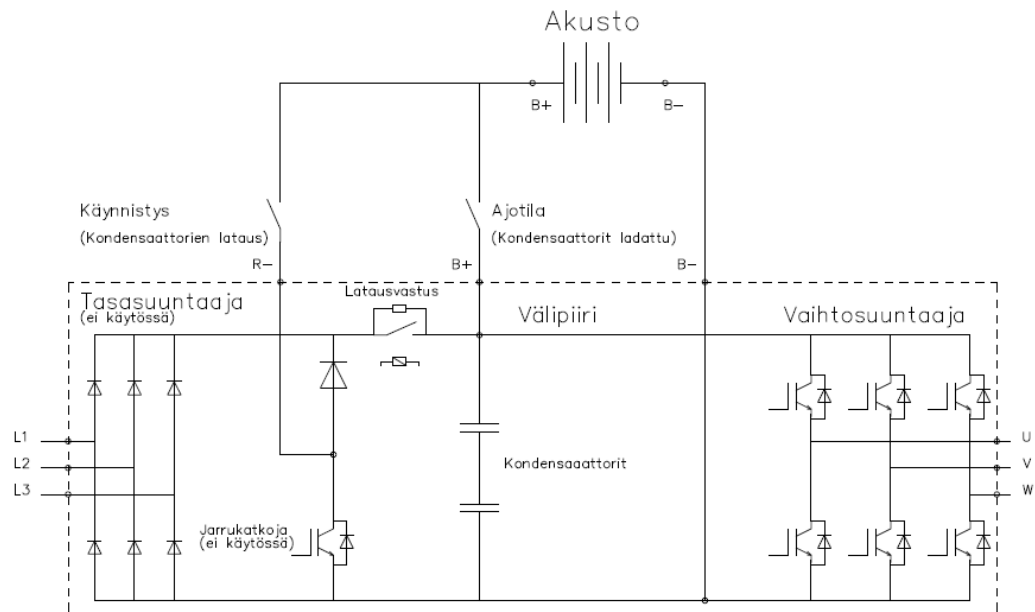 Akusto
B+
B-
Käynnistys
(Kondensaattorien lataus)
Ajotila
(Kondensaattorit ladattu)
R-
B+
B-
Tasasuuntaaja
(ei käytössä)
Latausvastus
Välipiiri
Vaihtosuuntaaja
L1
L2
L3
U
V
W
Kondensaaattorit
Jarrukatkoja
(ei käytössä)